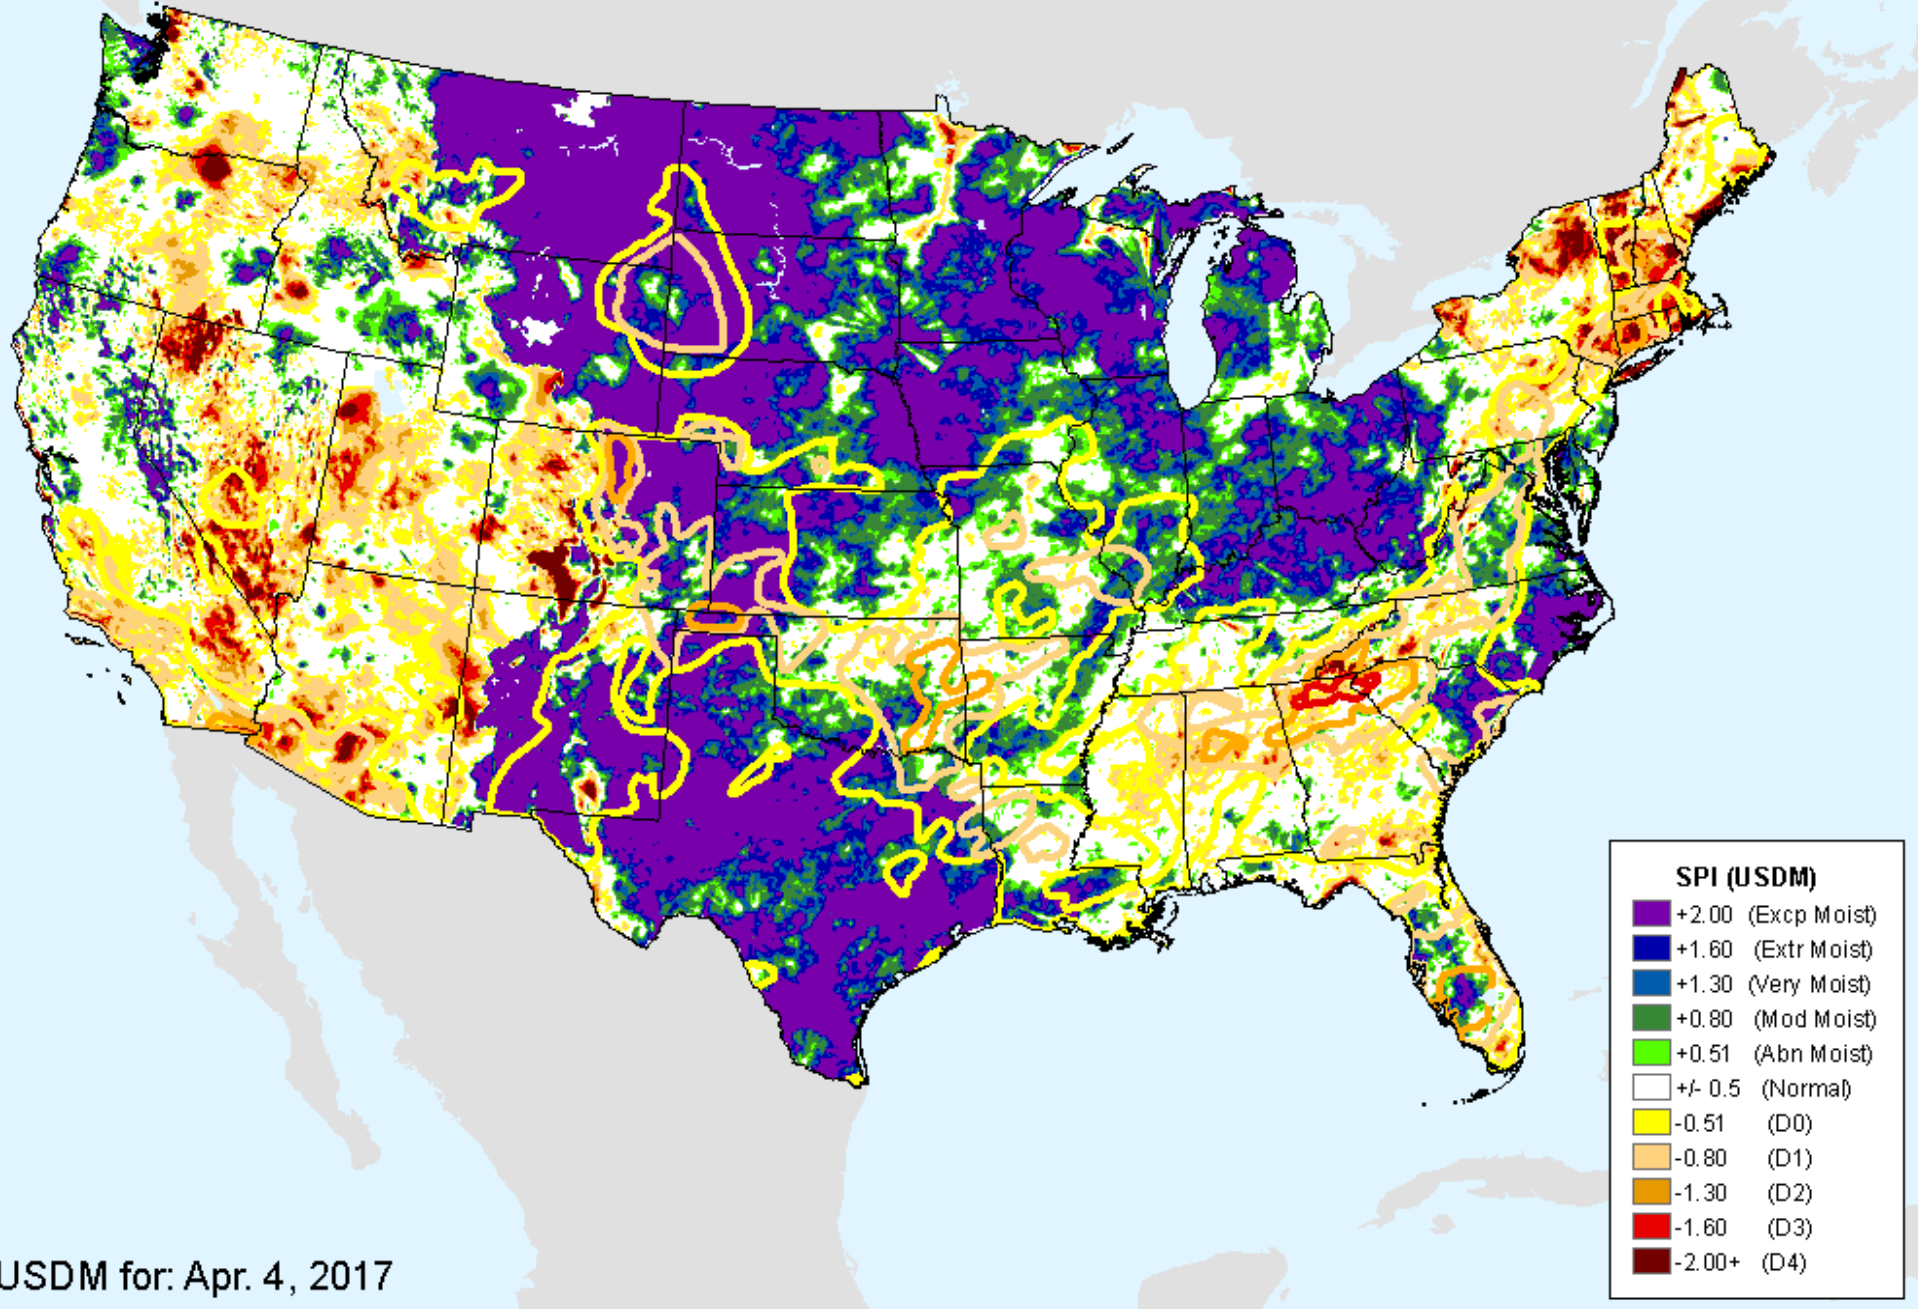 SPI (USDM)
+2.00 (Excp Moist)
+1.60 (Extr Moist)
+1.30 (Very Moist)
+0.80 (Mod Moist)
+0.51 (Abn Moist)
+/- 0.5 (Normal)
-0.51 (D0)
-0.80 (D1)
-1.30 (D2)
-1.60 (D3)
-2.00+ (D4)
USDM for: Apr. 4, 2017